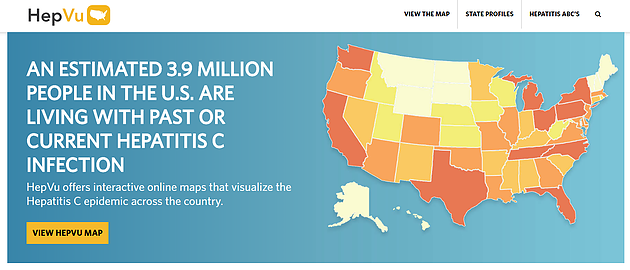 HepVu
VIEW THE MAP
STATE PROFILES
HEPATITIS ABC'S
AN ESTIMATED 3.9 MILLION
PEOPLE IN THE U.S. ARE
LIVING WITH PAST OR
CURRENT HEPATITIS C
INFECTION
HepVu offers interactive online maps that visualize the
Hepatitis C epidemic across the country.
VIEW HEPVU MAP